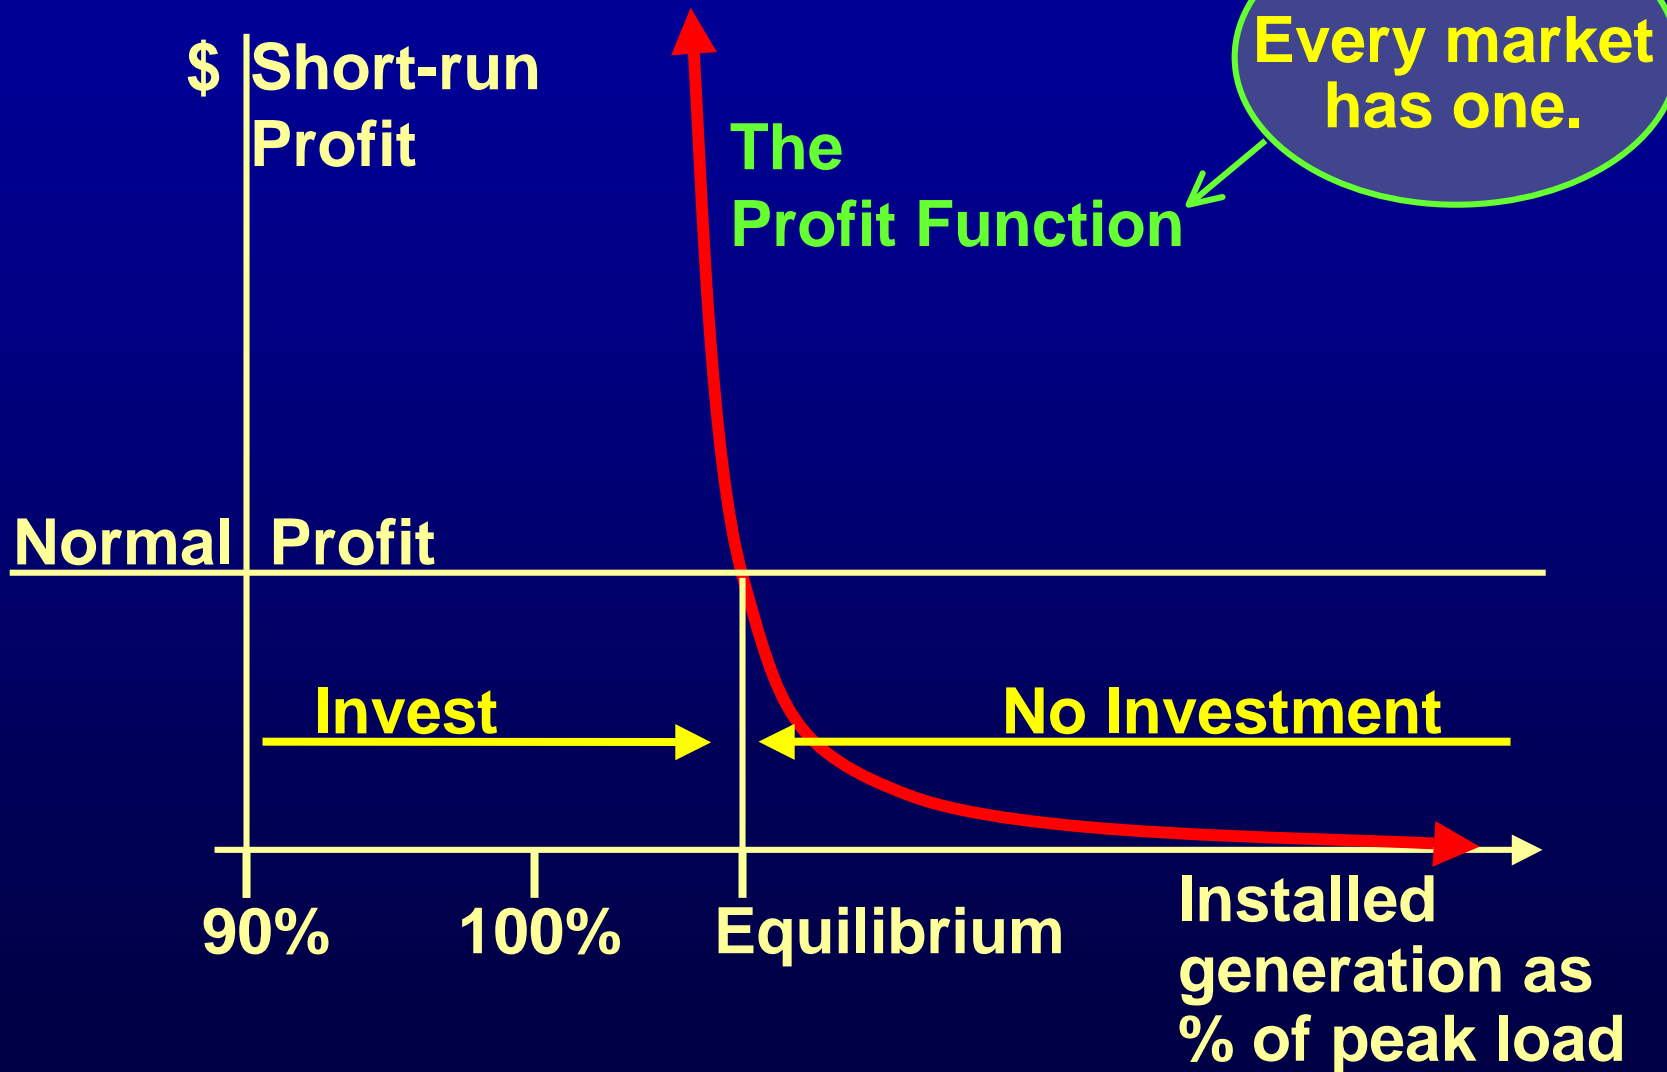 $ Short-run
Profit
Every market
has one.
The
Profit Function
Normal Profit
Invest
No Investment
90%
100%
Equilibrium
Installed
generation as
% of peak load